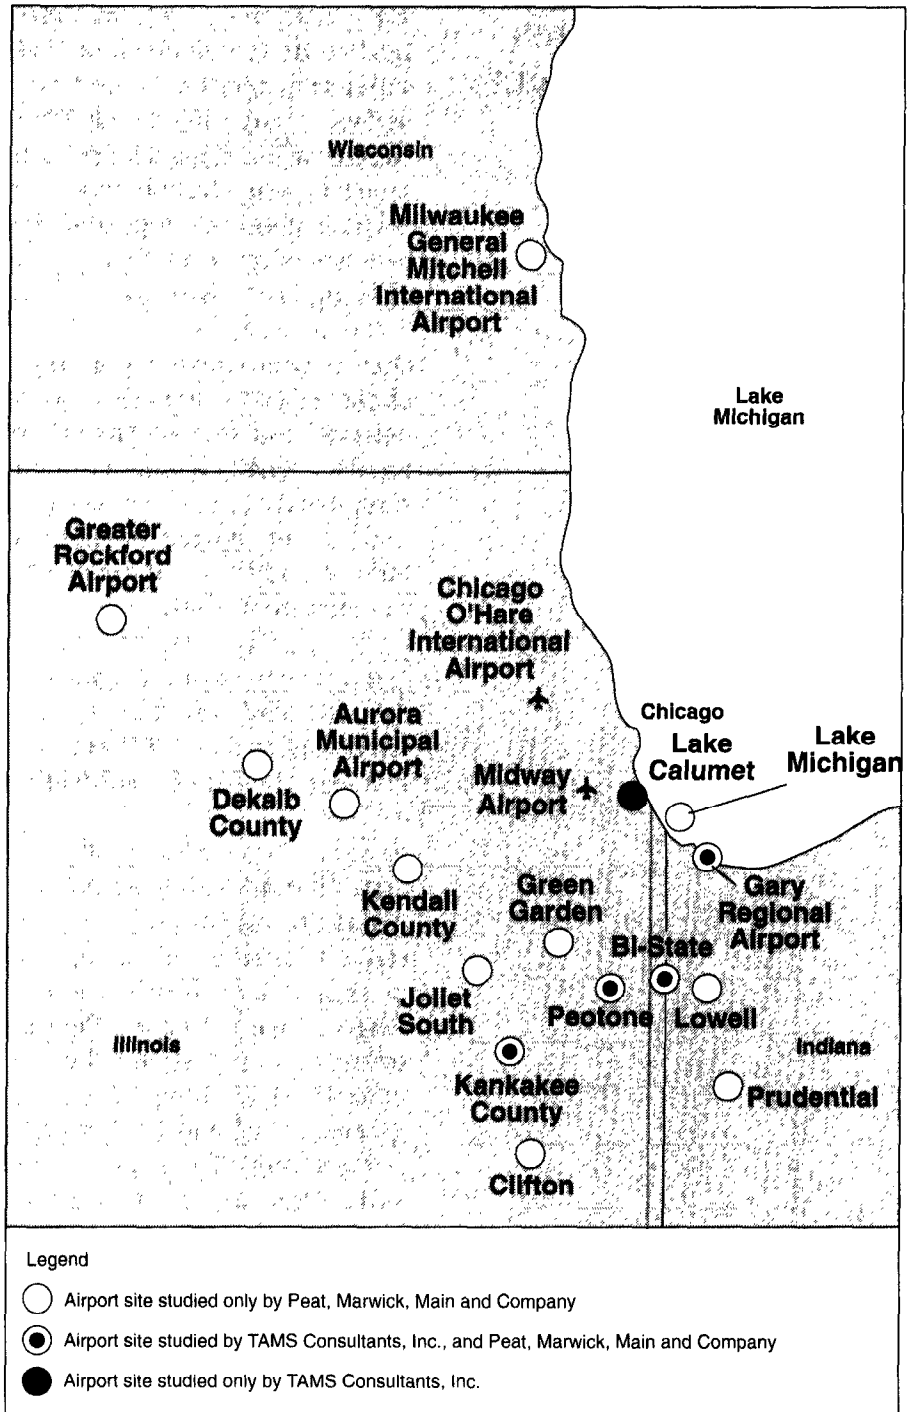 Wisconsin
Milwaukee
General
Mitchell
International
Airport
Lake
Michigan
Greater
Rockford
Airport
Chicago
O'Hare
International
Airport
Chicago
Lake
Calumet
Lake
Michigan
Aurora
Municipal
Airport
Midway
Airport
Dekalb
County
Kendall
County
Green
Garden
Gary
Regional
Airport
Bi-State
Joliet
South
Peotone
Lowell
Illinois
Indiana
Kankakee
County
Prudential
Clifton
Legend
Airport site studied only by Peat, Marwick, Main and Company
Airport site studied by TAMS Consultants, Inc., and Peat, Marwick, Main and Company
Airport site studied only by TAMS Consultants, Inc.